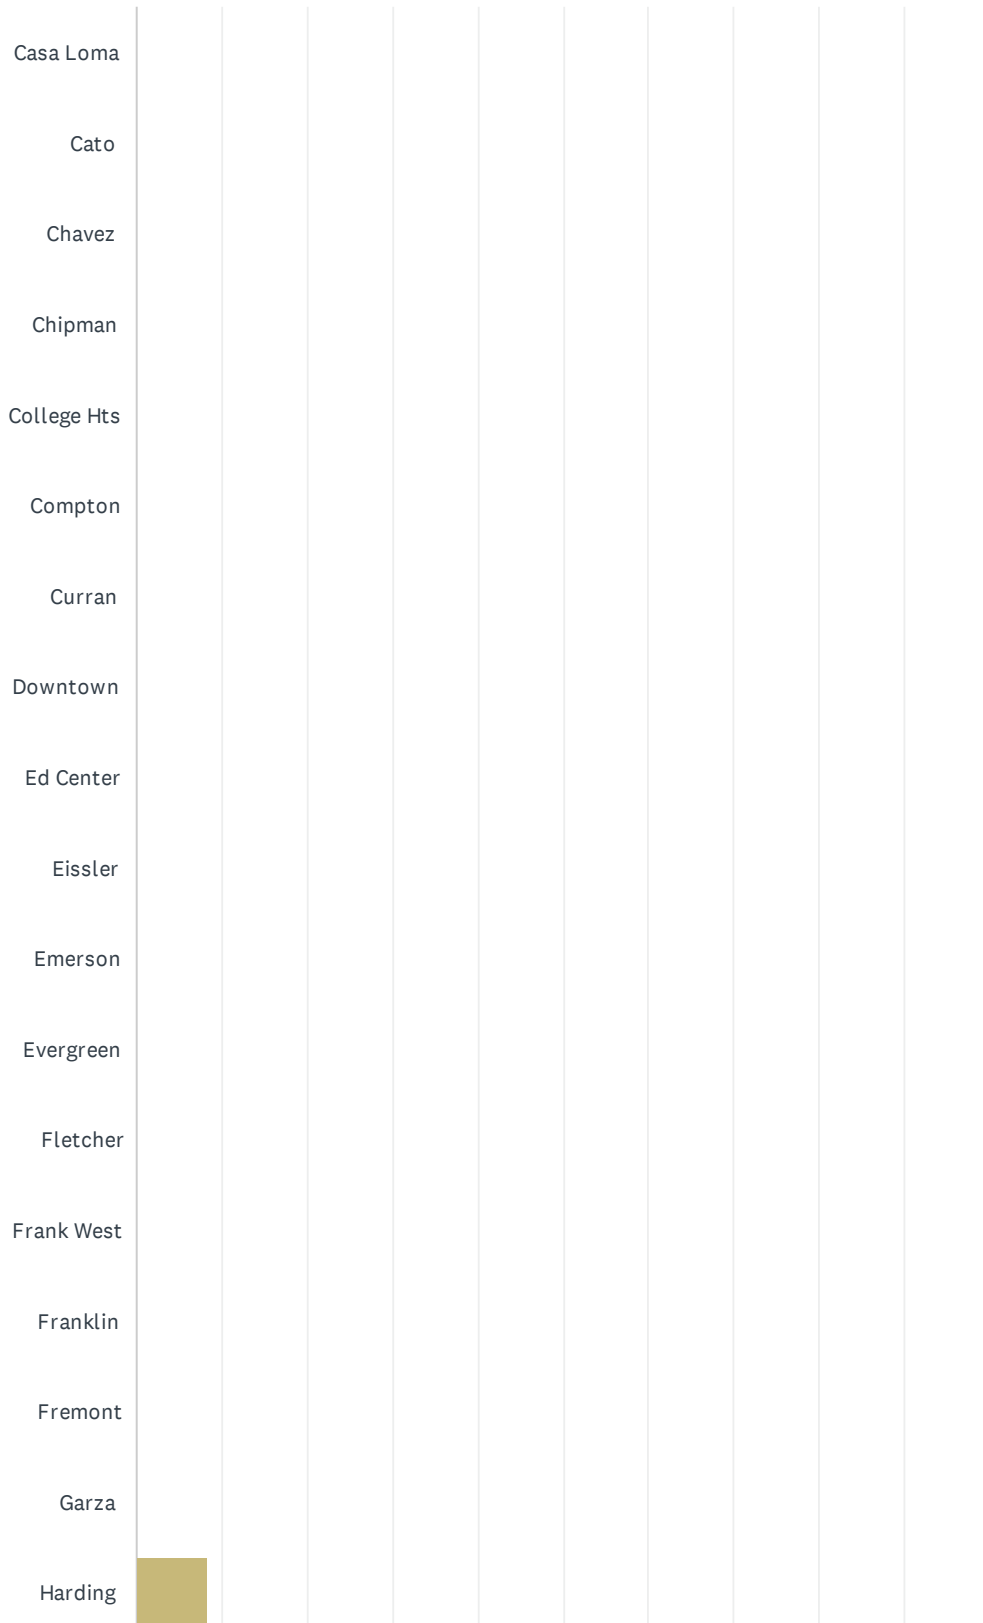 Casa Loma
Cato
Chavez
Chipman
College Hts
Compton
Curran
Downtown
Ed Center
Eissler
Emerson
Evergreen
Fletcher
Frank West
Franklin
Fremont
Garza
Harding